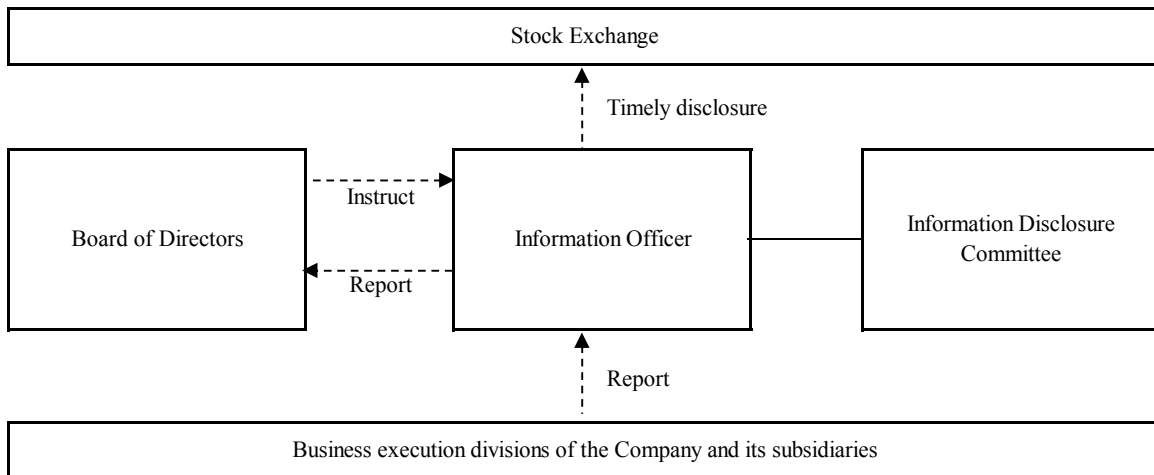 Stock Exchange
Timely disclosure
Instruct
Board of Directors
Information Officer
Information Disclosure
Committee
Report
Report
Business execution divisions of the Company and its subsidiaries